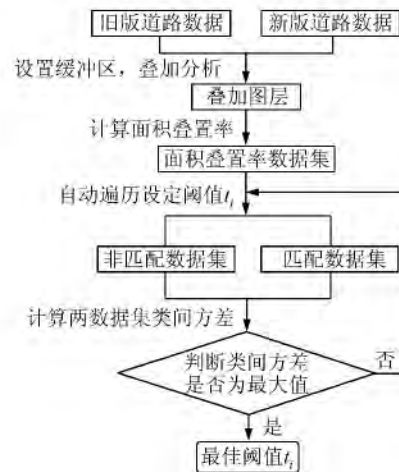 旧版道路数据 新版道路数据
设置缓冲区，叠加分析
叠加图层
计算面积叠置率
面积叠置率数据集
自动遍历设定阈值tᵢ
非匹配数据集 匹配数据集
计算两数据集类间方差
判断类间方差 否
是否为最大值
是
最佳阈值tᵢ